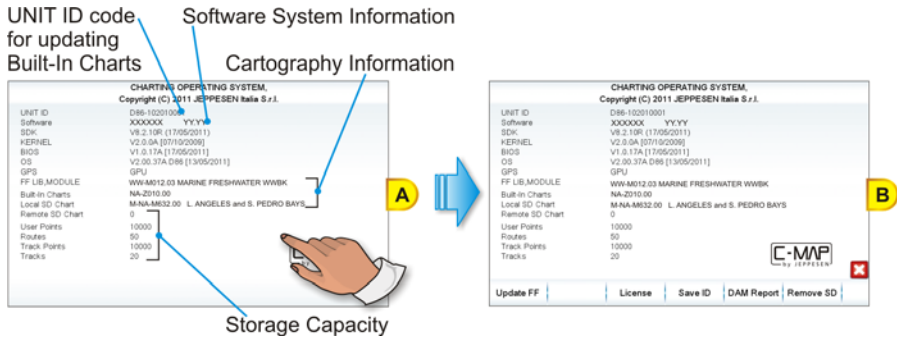 UNIT ID code
for updating
Built-In Charts
Software System Information
Cartography Information
CHARTING OPERATING SYSTEM,
Copyright (C) 2011 JEPPESEN Italia S.r.l.
UNIT ID D86-1020100
Software XXXXXX YY.YY
SDK V8.2.10R (17/05/2011)
KERNEL V2.0.0A [07/10/2009]
BIOS V1.0.17A [17/05/2011]
OS V2.00.37A D86 [13/05/2011]
GPS GPU
FF LIB,MODULE WW-M012.03 MARINE FRESHWATER WWBK
Built-in Charts NA-Z010.00
Local SD Chart M-NA-M632.00 L. ANGELES and S. PEDRO BAYS
Remote SD Chart 0
User Points 10000
Routes 50
Track Points 10000
Tracks 20
Storage Capacity
A
CHARTING OPERATING SYSTEM,
Copyright (C) 2011 JEPPESEN Italia S.r.l.
UNIT ID D86-102010001
Software XXXXXX YY.YY
SDK V8.2.10R (17/05/2011)
KERNEL V2.0.0A [07/10/2009]
BIOS V1.0.17A [17/05/2011]
OS V2.00.37A D86 [13/05/2011]
GPS GPU
FF LIB,MODULE WW-M012.03 MARINE FRESHWATER WWBK
Built-in Charts NA-Z010.00
Local SD Chart M-NA-M632.00 L. ANGELES and S. PEDRO BAYS
Remote SD Chart 0
User Points 10000
Routes 50
Track Points 10000
Tracks 20
C-MAP
by JEPPESEN
Update FF License Save ID DAM Report Remove SD
B